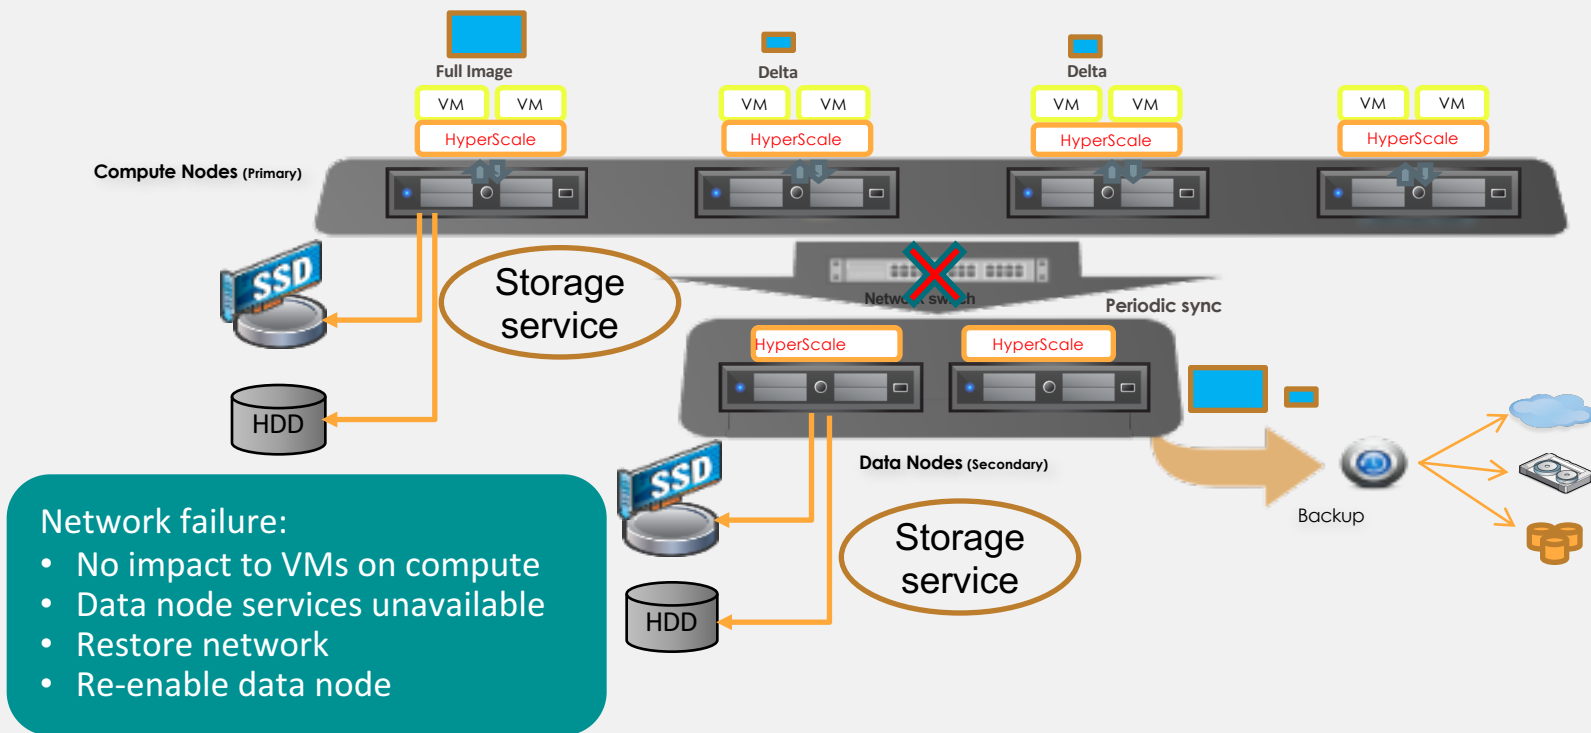 Full Image
Delta
Delta
VM VM VM VM VM VM VM VM
HyperScale HyperScale HyperScale HyperScale
Compute Nodes (Primary)
SSD
Storage
service
Network switch
Periodic sync
HyperScale HyperScale
HDD
Data Nodes (Secondary)
SSD
Backup
Storage
service
HDD
Network failure:
• No impact to VMs on compute
• Data node services unavailable
• Restore network
• Re-enable data node